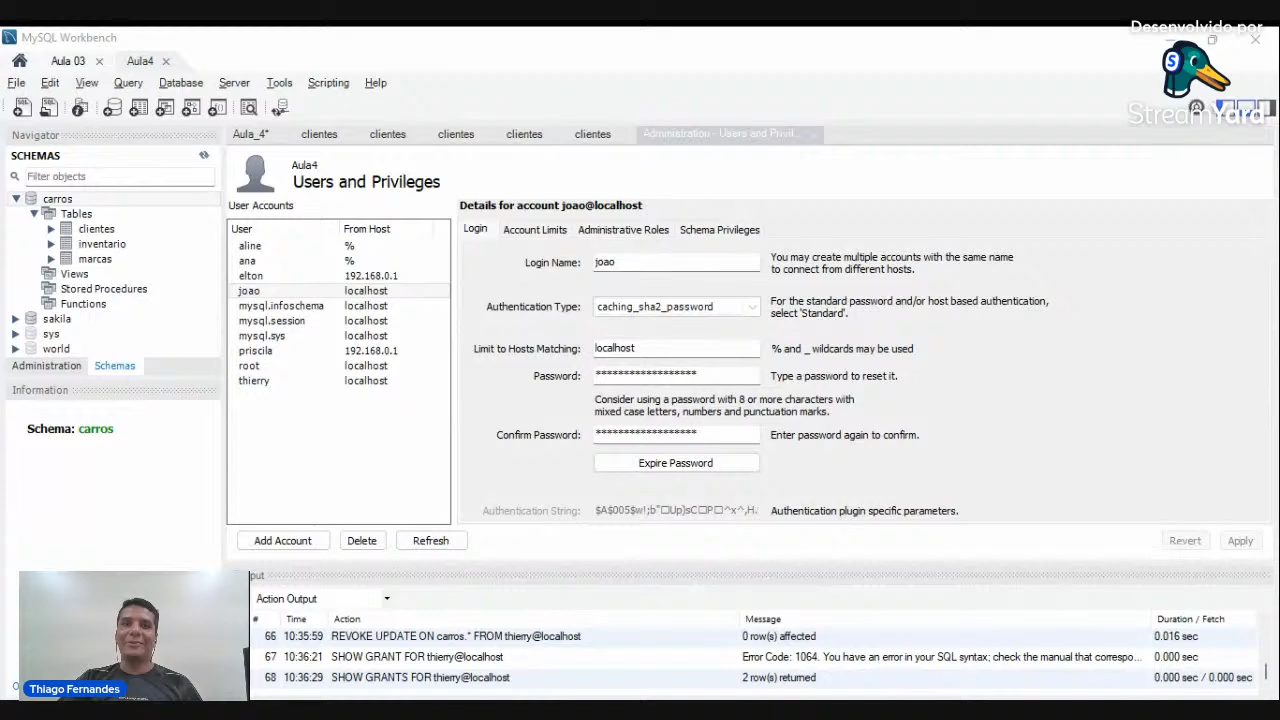 Desenvolvido por
StreamYard
MySQL Workbench
Aula 03
Aula4
File Edit View Query Database Server Tools Scripting Help
Navigator
SCHEMAS
Filter objects
carros
Tables
clientes
inventario
marcas
Views
Stored Procedures
Functions
sakila
sys
world
Administration Schemas
Information
Schema: carros
Aula_4* clientes clientes clientes clientes clientes Administration - Users and Privil...
Aula4
Users and Privileges
User Accounts
User From Host
aline %
ana %
elton 192.168.0.1
joao localhost
mysql.infoschema localhost
mysql.session localhost
mysql.sys localhost
priscila 192.168.0.1
root localhost
thierry localhost
Add Account Delete Refresh
Details for account joao@localhost
Login Account Limits Administrative Roles Schema Privileges
Login Name: joao You may create multiple accounts with the same name
to connect from different hosts.
Authentication Type: caching_sha2_password For the standard password and/or host based authentication,
select 'Standard'.
Limit to Hosts Matching: localhost % and _ wildcards may be used
Password: ****************** Type a password to reset it.
Consider using a password with 8 or more characters with
mixed case letters, numbers and punctuation marks.
Confirm Password: ****************** Enter password again to confirm.
Expire Password
Authentication String: Authentication plugin specific parameters.
Revert Apply
put
Action Output
# Time Action Message Duration / Fetch
66 10:35:59 REVOKE UPDATE ON carros.* FROM thierry@localhost 0 row(s) affected 0.016 sec
67 10:36:21 SHOW GRANT FOR thierry@localhost Error Code: 1064. You have an error in your SQL syntax; check the manual that correspo... 0.000 sec
68 10:36:29 SHOW GRANTS FOR thierry@localhost 2 row(s) returned 0.000 sec / 0.000 sec
Thiago Fernandes